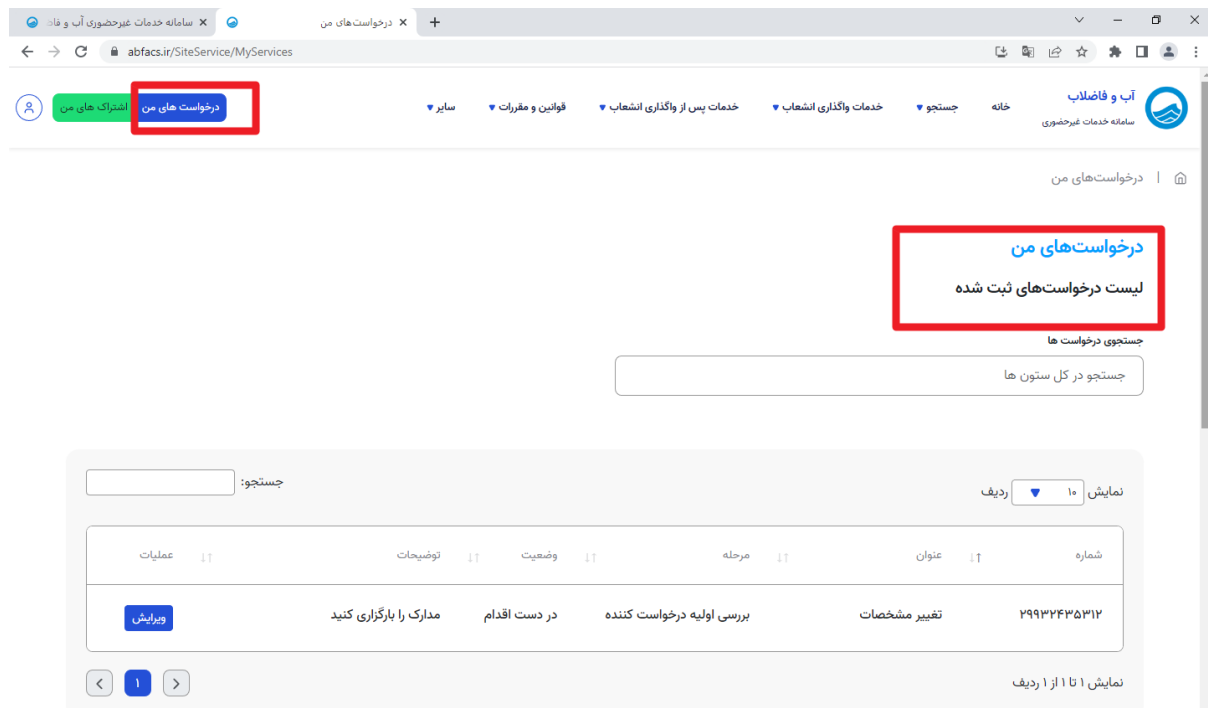 درخواست‌های من
سامانه خدمات غیرحضوری آب و فاض
abfacs.ir/SiteService/MyServices
آب و فاضلاب
سامانه خدمات غیرحضوری
خانه
جستجو
خدمات واگذاری انشعاب
خدمات پس از واگذاری انشعاب
قوانین و مقررات
سایر
درخواست های من
اشتراک های من
درخواست‌های من
درخواست‌های من
لیست درخواست‌های ثبت شده
جستجوی درخواست ها
جستجو در کل ستون ها
نمایش ۱۰ ردیف
جستجو:
شماره عنوان مرحله وضعیت توضیحات عملیات
۲۹۹۳۲۴۳۵۳۱۲ تغییر مشخصات بررسی اولیه درخواست کننده در دست اقدام مدارک را بارگزاری کنید ویرایش
نمایش ۱ تا ۱ از ۱ ردیف
۱